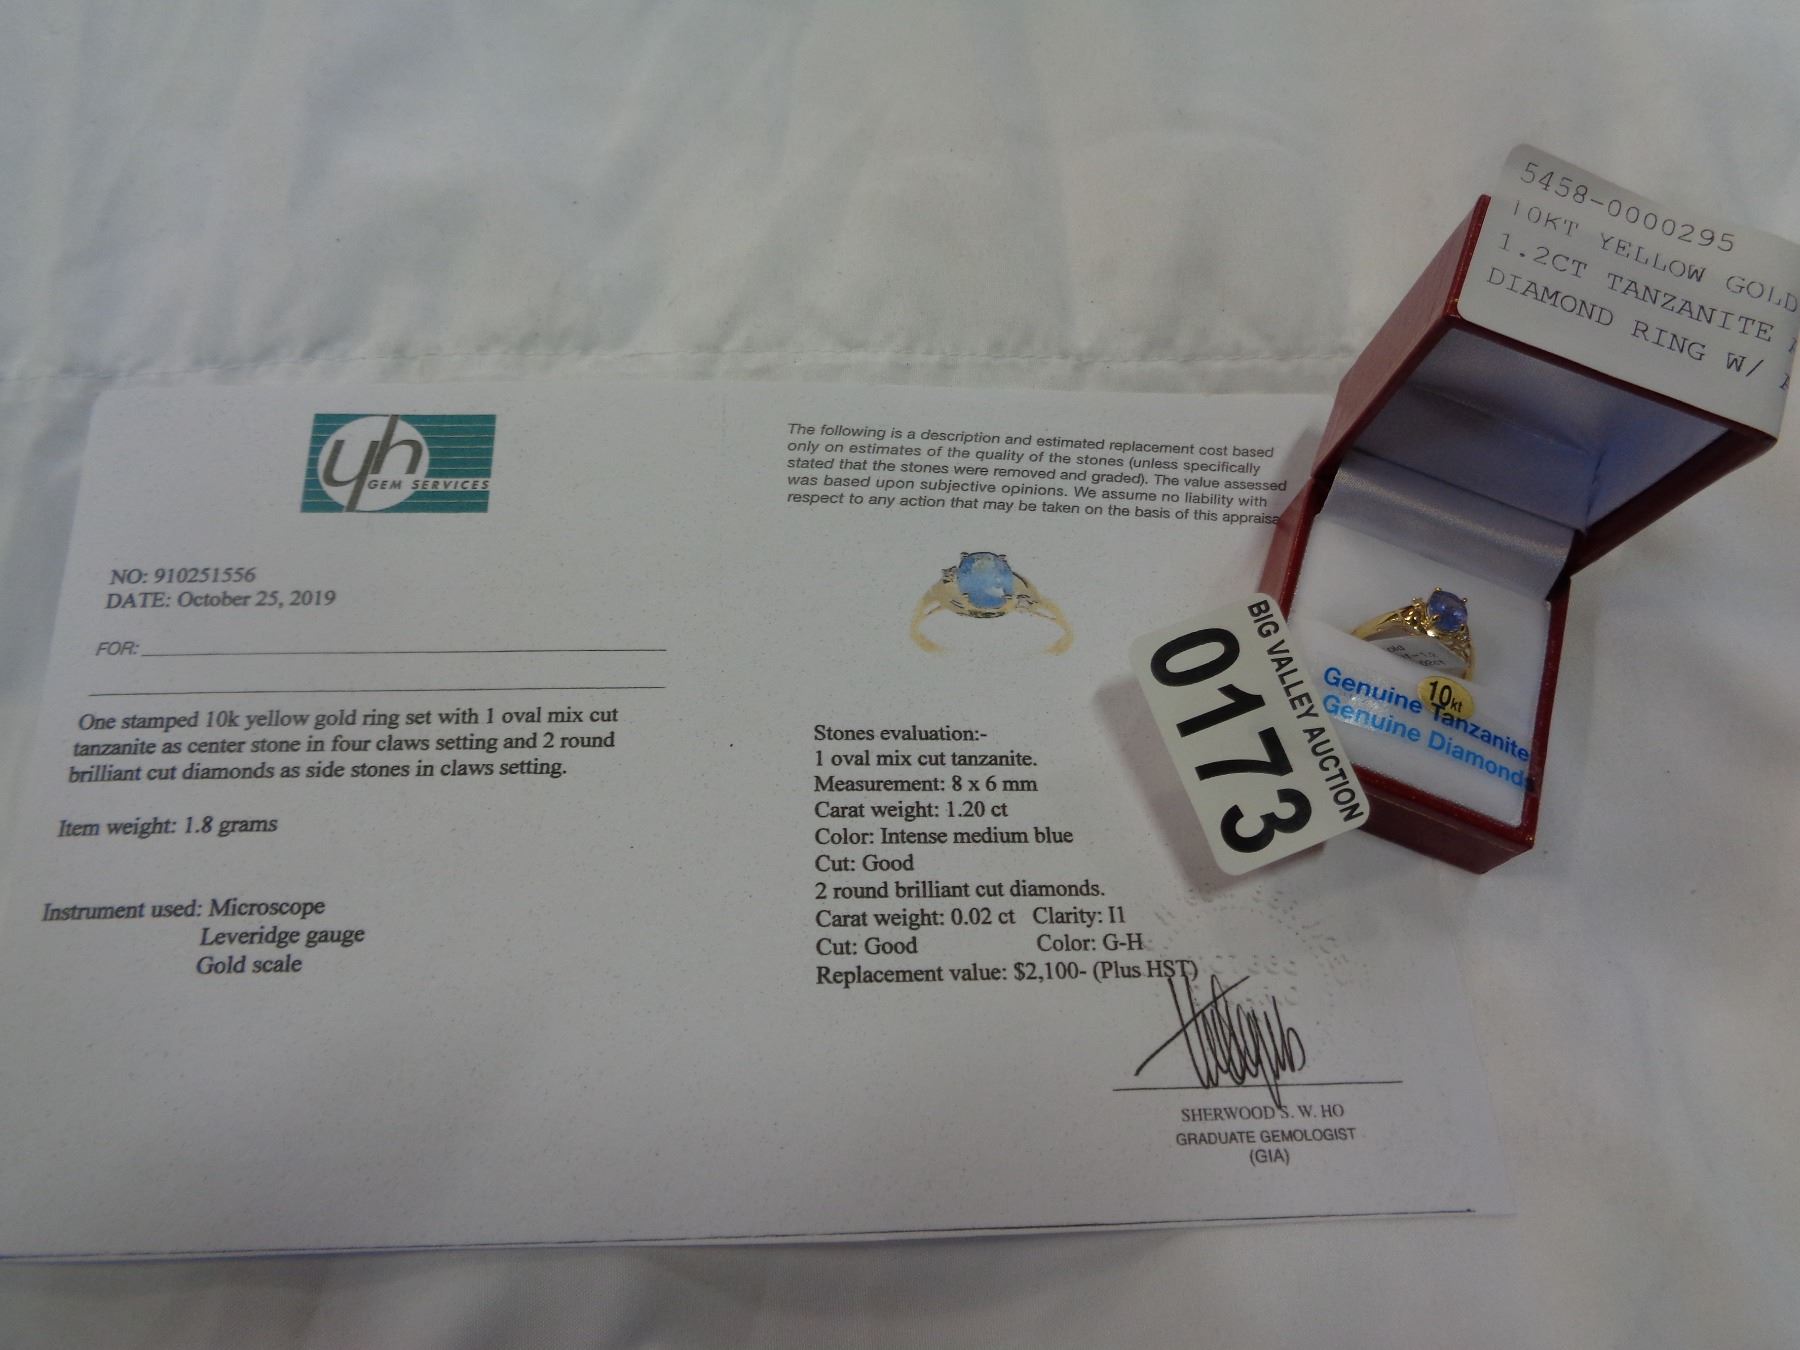 yh
GEM SERVICES
NO: 910251556
DATE: October 25, 2019
FOR:
One stamped 10k yellow gold ring set with 1 oval mix cut
tanzanite as center stone in four claws setting and 2 round
brilliant cut diamonds as side stones in claws setting.
Item weight: 1.8 grams
Instrument used: Microscope
Leveridge gauge
Gold scale
The following is a description and estimated replacement cost based
only on estimates of the quality of the stones (unless specifically
stated that the stones were removed and graded). The value assessed
was based upon subjective opinions. We assume no liability with
respect to any action that may be taken on the basis of this appraisa
Stones evaluation:-
1 oval mix cut tanzanite.
Measurement: 8 x 6 mm
Carat weight: 1.20 ct
Color: Intense medium blue
Cut: Good
2 round brilliant cut diamonds.
Carat weight: 0.02 ct Clarity: I1
Cut: Good Color: G-H
Replacement value: $2,100- (Plus HST)
SHERWOOD S. W. HO
GRADUATE GEMOLOGIST
(GIA)
BIG VALLEY AUCTION
0173
5458-0000295
10KT YELLOW GOLD
1.2CT TANZANITE
DIAMOND RING W/
10kt
Genuine Tanzanite
Genuine Diamonds